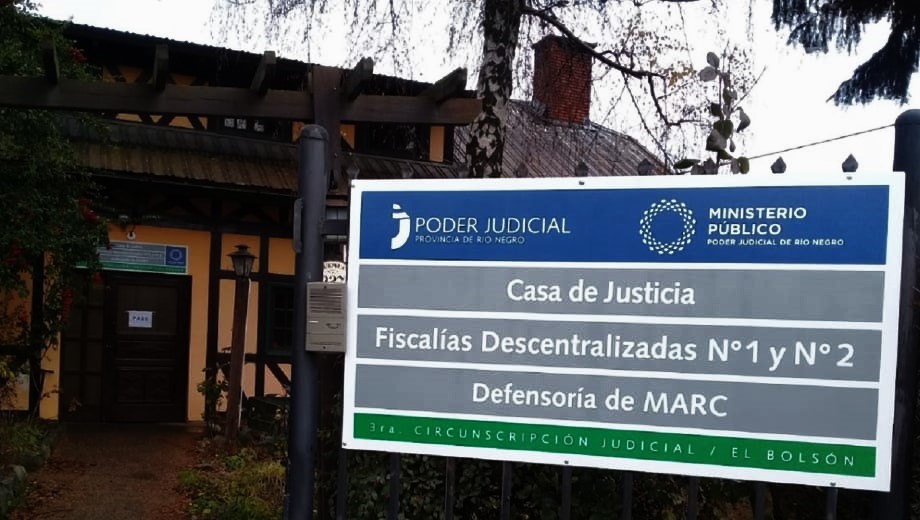 PODER JUDICIAL
PROVINCIA DE RÍO NEGRO
MINISTERIO
PÚBLICO
PODER JUDICIAL DE RÍO NEGRO
Casa de Justicia
Fiscalías Descentralizadas N°1 y N°2
Defensoría de MARC
3ra. CIRCUNSCRIPCIÓN JUDICIAL / EL BOLSÓN
PASE